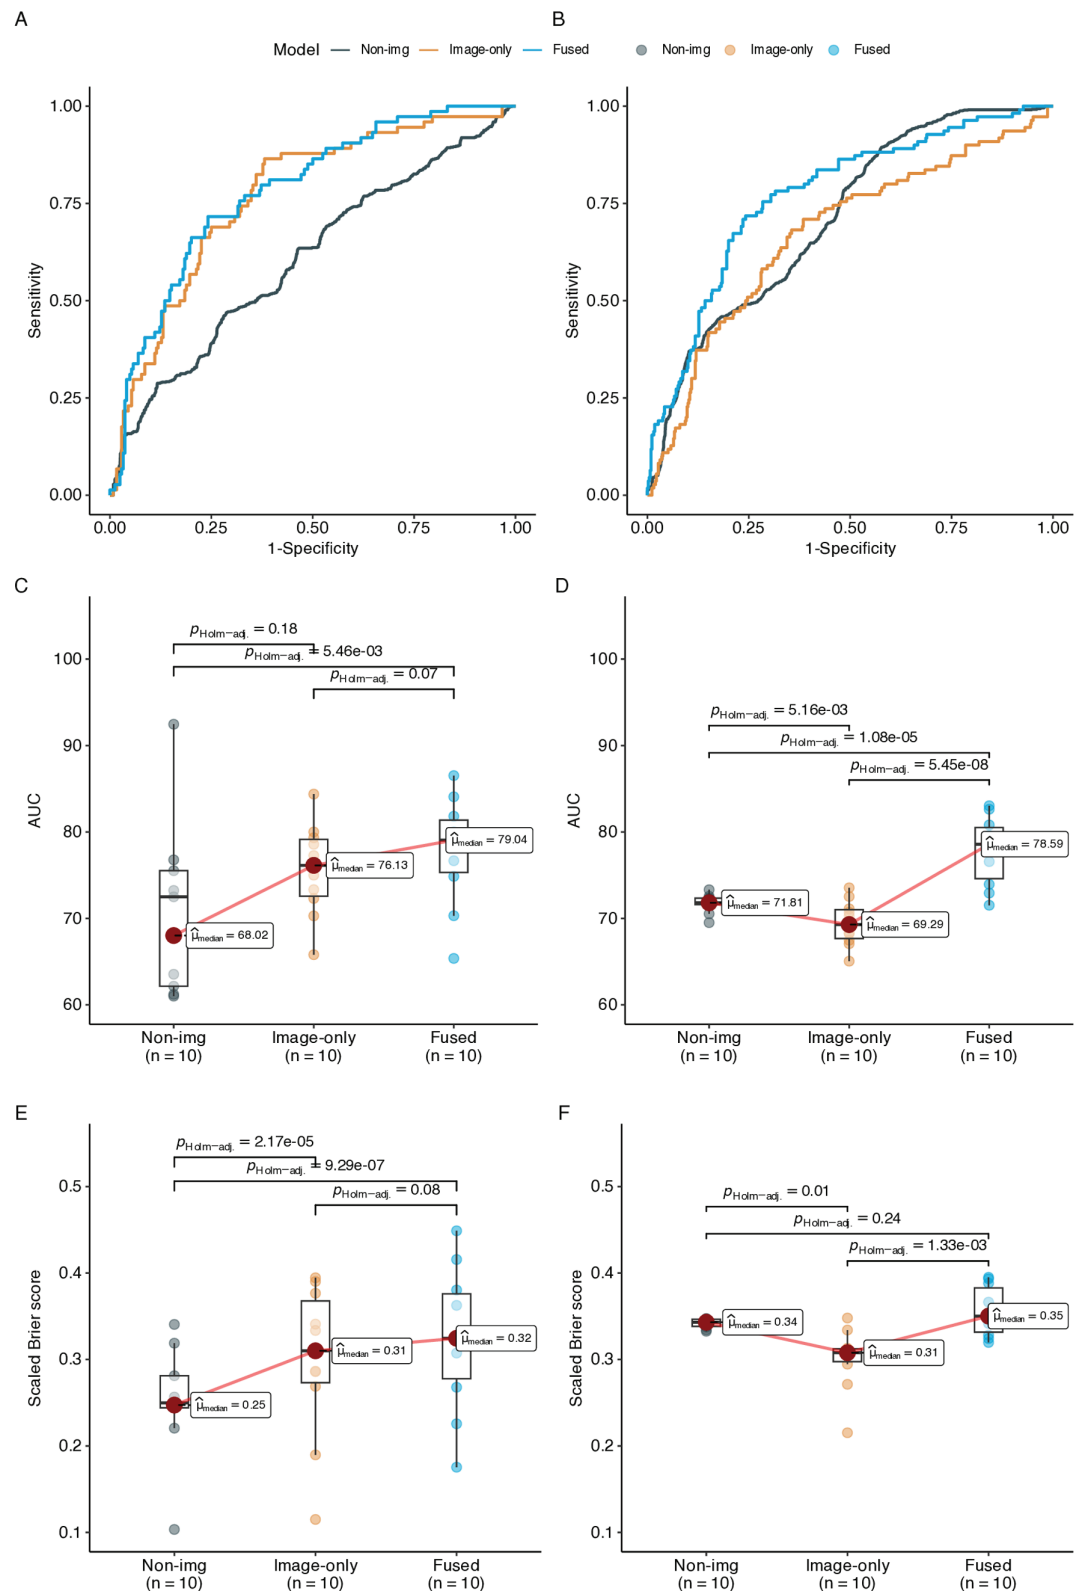 A
B
Model Non-img Image-only Fused Non-img Image-only Fused
1.00
0.75
0.50
0.25
0.00
Sensitivity
0.00 0.25 0.50 0.75 1.00
1-Specificity
1.00
0.75
0.50
0.25
0.00
Sensitivity
0.00 0.25 0.50 0.75 1.00
1-Specificity
C
100
90
80
70
60
AUC
pHolm−adj. = 0.18
pHolm−adj. = 5.46e-03
pHolm−adj. = 0.07
μ̂median = 68.02
μ̂median = 76.13
μ̂median = 79.04
Non-img Image-only Fused
(n = 10) (n = 10) (n = 10)
D
100
90
80
70
60
AUC
pHolm−adj. = 5.16e-03
pHolm−adj. = 1.08e-05
pHolm−adj. = 5.45e-08
μ̂median = 71.81
μ̂median = 69.29
μ̂median = 78.59
Non-img Image-only Fused
(n = 10) (n = 10) (n = 10)
E
0.5
0.4
0.3
0.2
0.1
Scaled Brier score
pHolm−adj. = 2.17e-05
pHolm−adj. = 9.29e-07
pHolm−adj. = 0.08
μ̂median = 0.25
μ̂median = 0.31
μ̂median = 0.32
Non-img Image-only Fused
(n = 10) (n = 10) (n = 10)
F
0.5
0.4
0.3
0.2
0.1
Scaled Brier score
pHolm−adj. = 0.01
pHolm−adj. = 0.24
pHolm−adj. = 1.33e-03
μ̂median = 0.34
μ̂median = 0.31
μ̂median = 0.35
Non-img Image-only Fused
(n = 10) (n = 10) (n = 10)